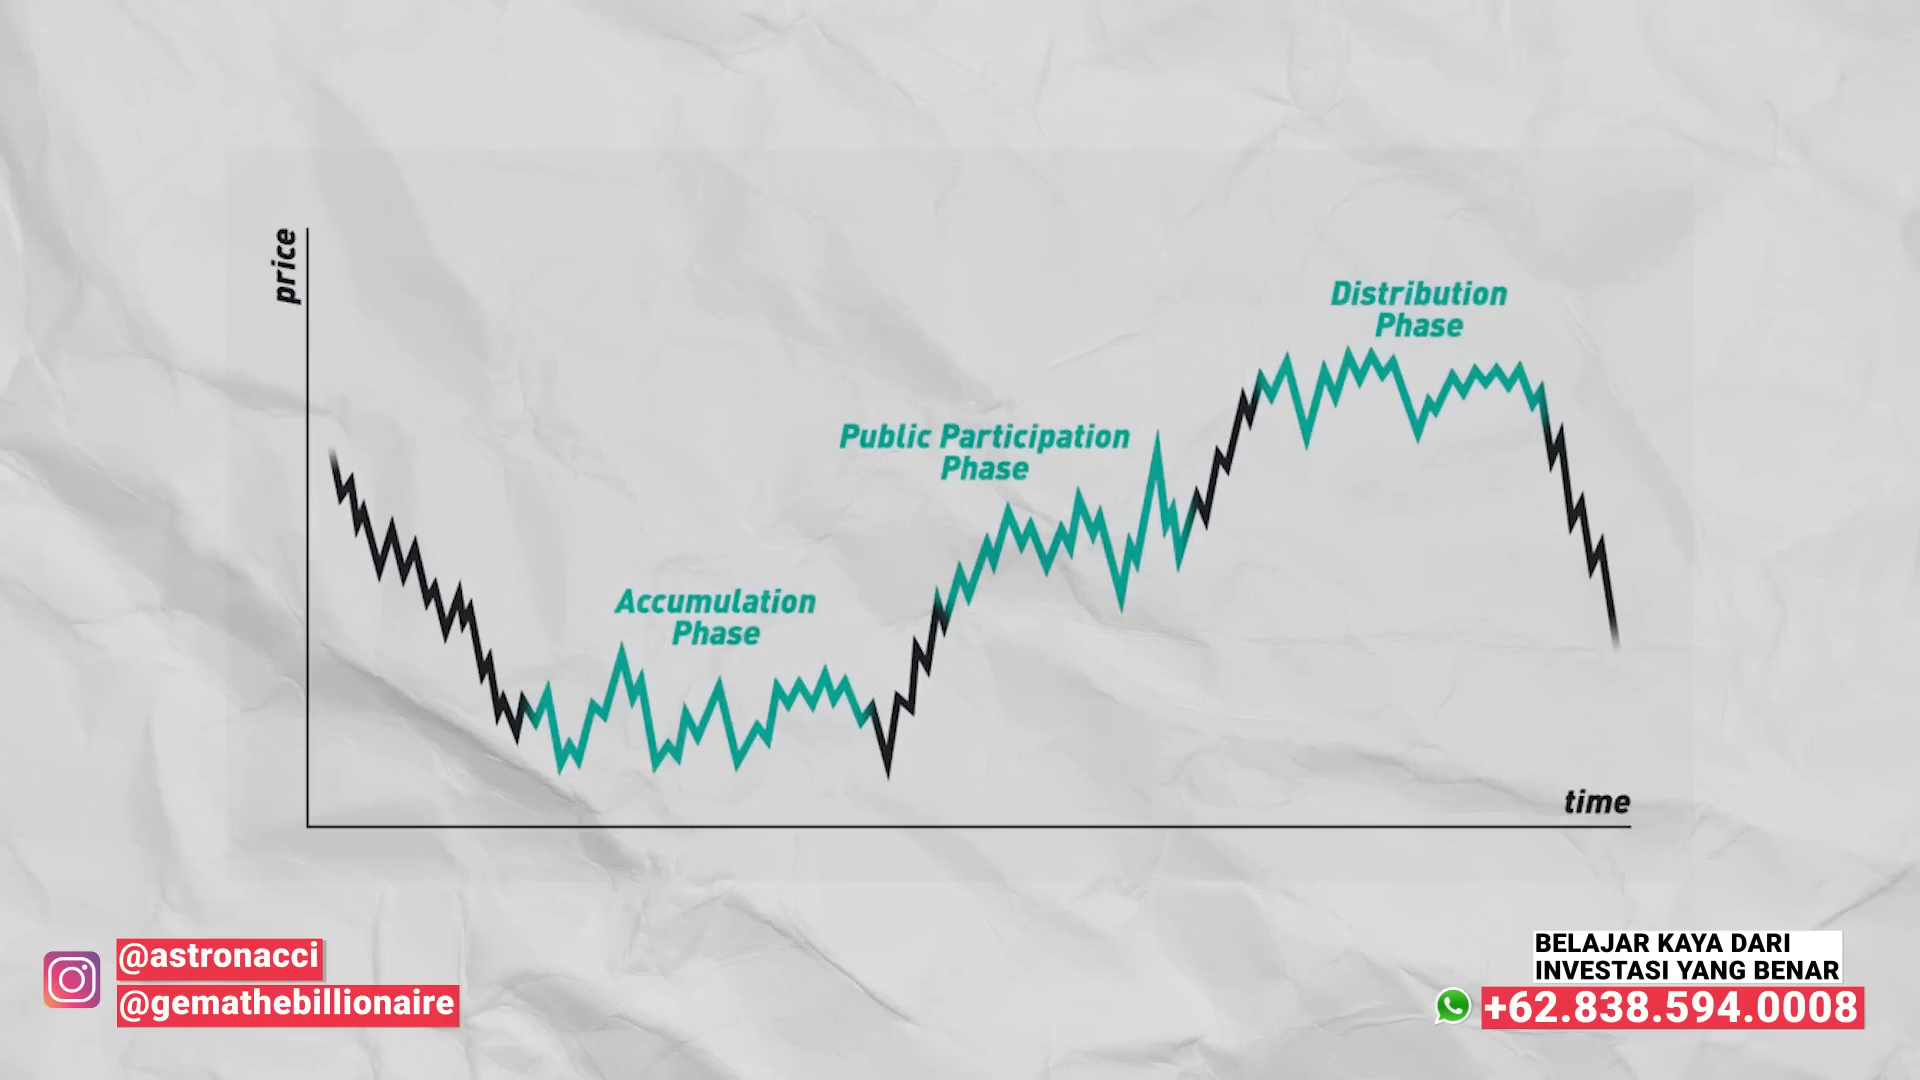 price
Distribution
Phase
Public Participation
Phase
Accumulation
Phase
time
@astronacci
@gemathebillionaire
BELAJAR KAYA DARI
INVESTASI YANG BENAR
+62.838.594.0008